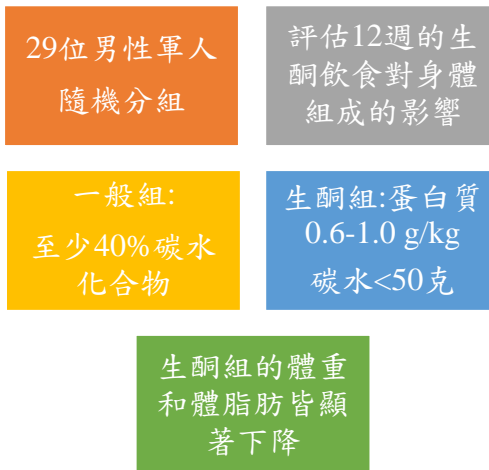 29位男性軍人
隨機分組
評估12週的生
酮飲食對身體
組成的影響
一般組:
至少40%碳水
化合物
生酮組:蛋白質
0.6-1.0 g/kg
碳水<50克
生酮組的體重
和體脂肪皆顯
著下降